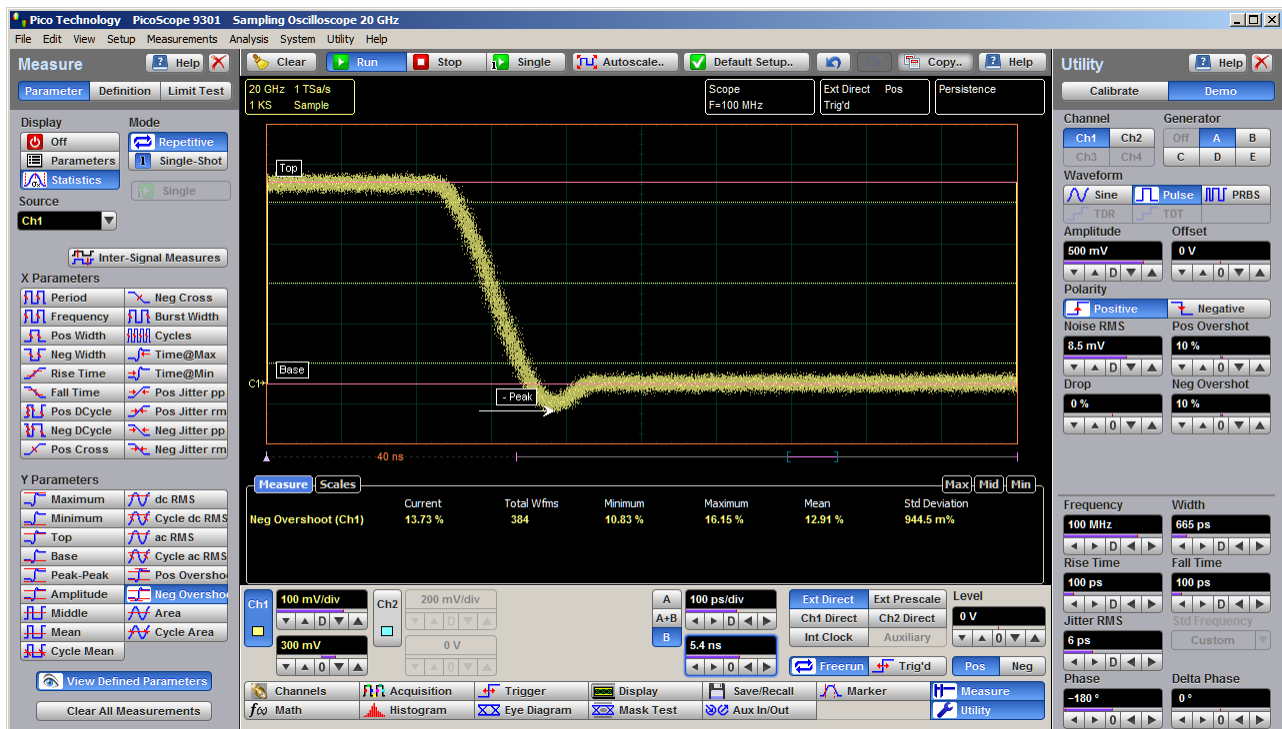 Pico Technology PicoScope 9301 Sampling Oscilloscope 20 GHz
File Edit View Setup Measurements Analysis System Utility Help
Measure ? Help
Parameter Definition Limit Test
Display Mode
Off Repetitive
Parameters 1 Single-Shot
Statistics
Single
Source
Ch1
Inter-Signal Measures
X Parameters
Period Neg Cross
Frequency Burst Width
Pos Width Cycles
Neg Width Time@Max
Rise Time Time@Min
Fall Time Pos Jitter pp
Pos DCycle Pos Jitter rm
Neg DCycle Neg Jitter pp
Pos Cross Neg Jitter rm
Y Parameters
Maximum dc RMS
Minimum Cycle dc RMS
Top ac RMS
Base Cycle ac RMS
Peak-Peak Pos Oversho
Amplitude Neg Oversho
Middle Area
Mean Cycle Area
Cycle Mean
View Defined Parameters
Clear All Measurements
Clear Run Stop Single Autoscale.. Default Setup.. Copy.. ? Help
20 GHz 1 TSa/s
1 KS Sample
Scope
F=100 MHz
Ext Direct Pos
Trig'd
Persistence
Top
Base
C1
- Peak
40 ns
Measure Scales Max Mid Min
Current Total Wfms Minimum Maximum Mean Std Deviation
Neg Overshoot (Ch1) 13.73 % 384 10.83 % 16.15 % 12.91 % 944.5 m%
Ch1 100 mV/div
D
300 mV
0
Ch2 200 mV/div
D
0 V
0
A
A+B
B
100 ps/div
D
5.4 ns
0
Ext Direct Ext Prescale
Ch1 Direct Ch2 Direct
Int Clock Auxiliary
Freerun Trig'd
Level
0 V
0
Pos Neg
Channels Acquisition Trigger Display Save/Recall Marker Measure
f(x) Math Histogram Eye Diagram Mask Test Aux In/Out Utility
Utility ? Help
Calibrate Demo
Channel Generator
Ch1 Ch2 Off A B
Ch3 Ch4 C D E
Waveform
Sine Pulse PRBS
TDR TDT
Amplitude Offset
500 mV 0 V
D 0
Polarity
Positive Negative
Noise RMS Pos Overshot
8.5 mV 10 %
D 0
Drop Neg Overshot
0 % 10 %
0 0
Frequency Width
100 MHz 665 ps
D D
Rise Time Fall Time
100 ps 100 ps
D D
Jitter RMS Std Frequency
6 ps Custom
D
Phase Delta Phase
-180 ° 0 °
0 0